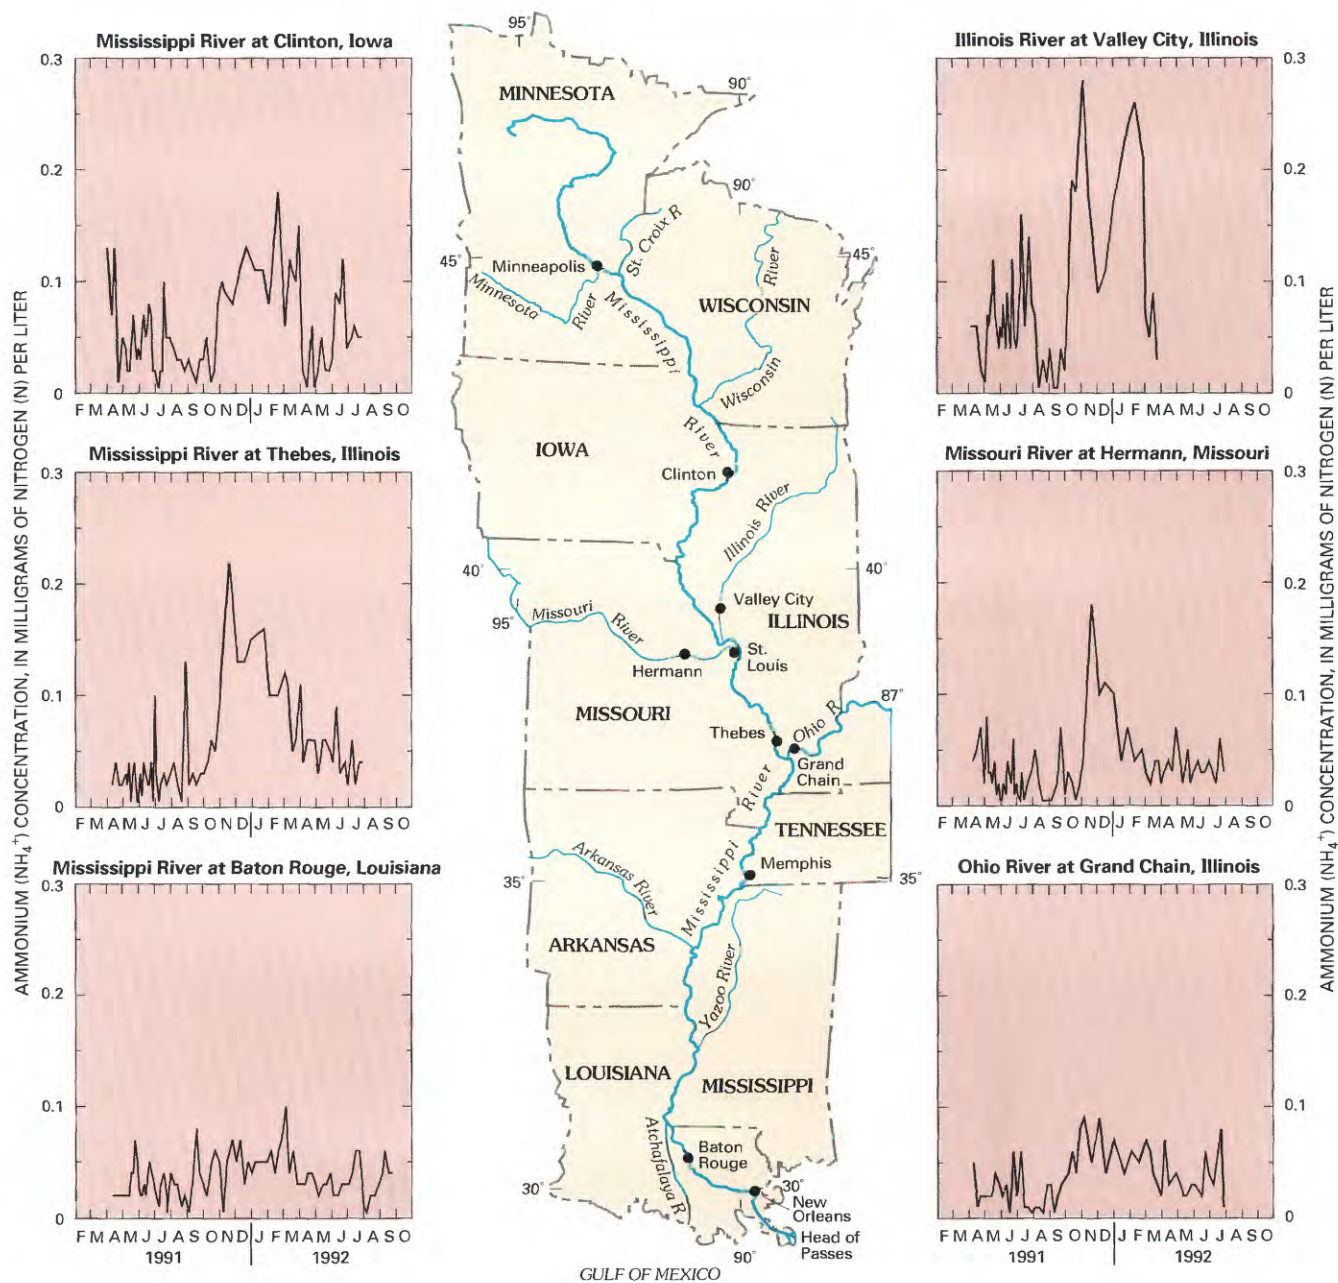 Mississippi River at Clinton, Iowa
0.3
0.2
0.1
0
F M A M J J A S O N D J F M A M J J A S O
Mississippi River at Thebes, Illinois
0.3
0.2
0.1
0
F M A M J J A S O N D J F M A M J J A S O
Mississippi River at Baton Rouge, Louisiana
0.3
0.2
0.1
0
F M A M J J A S O N D J F M A M J J A S O
1991 1992
AMMONIUM (NH4+) CONCENTRATION, IN MILLIGRAMS OF NITROGEN (N) PER LITER
95°
90°
MINNESOTA
90°
St. Croix R
45°
Minneapolis
Minnesota
River
Mississippi
River
45°
WISCONSIN
Wisconsin
IOWA
River
Clinton
Illinois River
40°
40°
Valley City
ILLINOIS
Missouri
River
95°
St.
Louis
Hermann
87°
MISSOURI
Thebes
Ohio R.
Grand
Chain
River
TENNESSEE
Memphis
Mississippi
Arkansas River
35°
35°
ARKANSAS
Yazoo River
LOUISIANA
MISSISSIPPI
Atchafalaya R
Baton
Rouge
30°
30°
New
Orleans
Head of
Passes
90°
GULF OF MEXICO
Illinois River at Valley City, Illinois
0.3
0.2
0.1
0
F M A M J J A S O N D J F M A M J J A S O
Missouri River at Hermann, Missouri
0.3
0.2
0.1
0
F M A M J J A S O N D J F M A M J J A S O
Ohio River at Grand Chain, Illinois
0.3
0.2
0.1
0
F M A M J J A S O N D J F M A M J J A S O
1991 1992
AMMONIUM (NH4+) CONCENTRATION, IN MILLIGRAMS OF NITROGEN (N) PER LITER